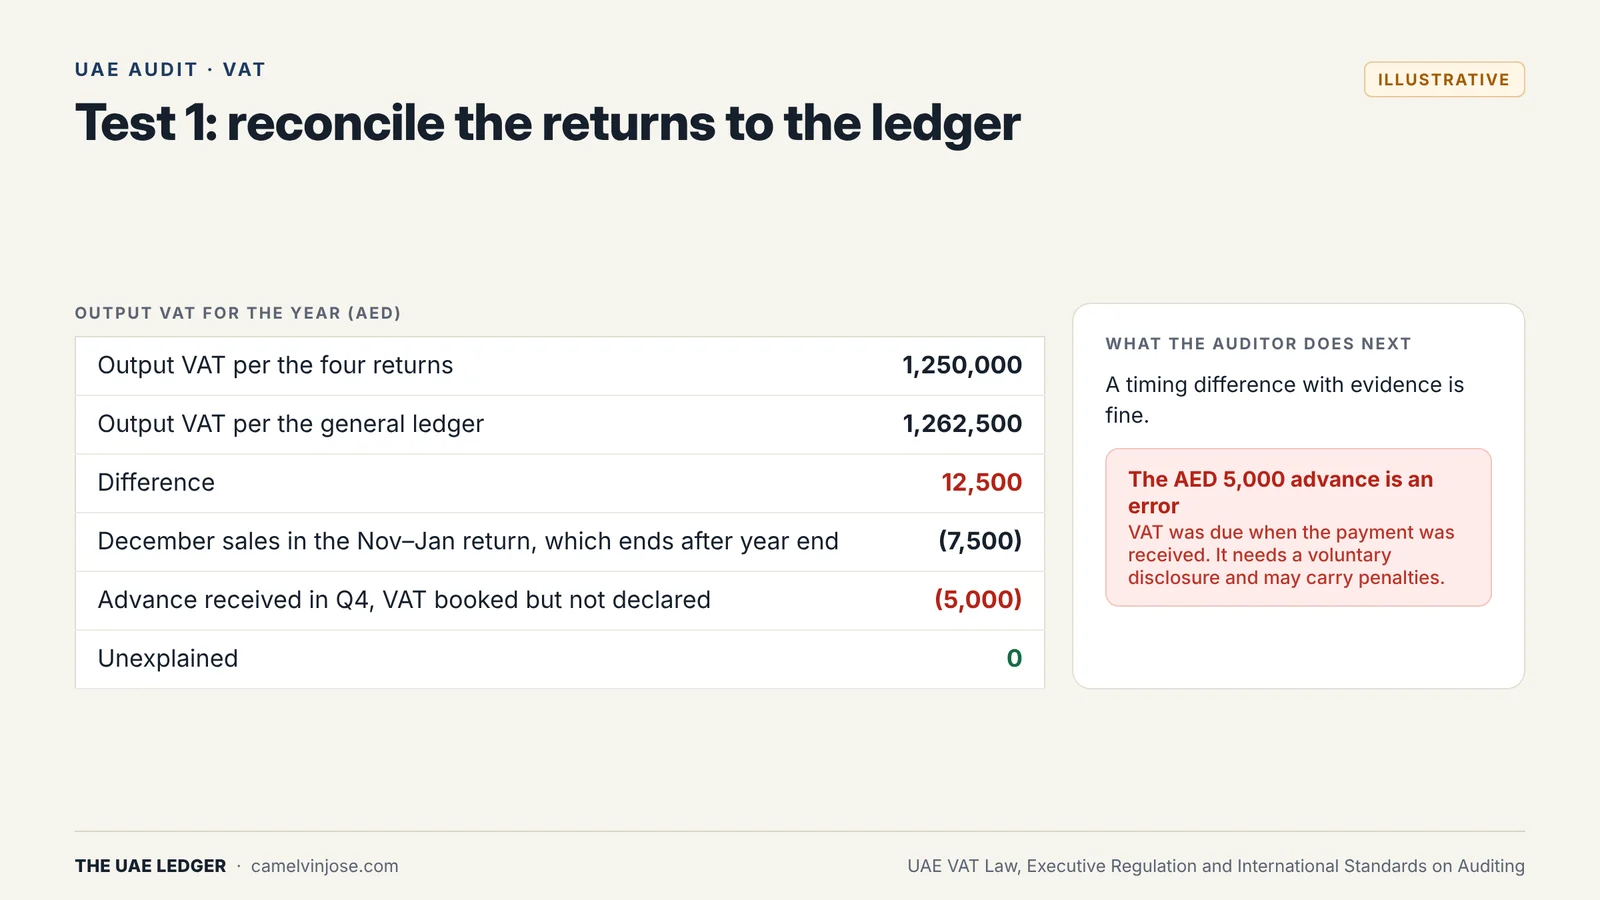 UAE AUDIT · VAT
ILLUSTRATIVE
Test 1: reconcile the returns to the ledger
OUTPUT VAT FOR THE YEAR (AED)
Output VAT per the four returns 1,250,000
Output VAT per the general ledger 1,262,500
Difference 12,500
December sales in the Nov–Jan return, which ends after year end (7,500)
Advance received in Q4, VAT booked but not declared (5,000)
Unexplained 0
WHAT THE AUDITOR DOES NEXT
A timing difference with evidence is
fine.
The AED 5,000 advance is an
error
VAT was due when the payment was
received. It needs a voluntary
disclosure and may carry penalties.
THE UAE LEDGER · camelvinjose.com
UAE VAT Law, Executive Regulation and International Standards on Auditing